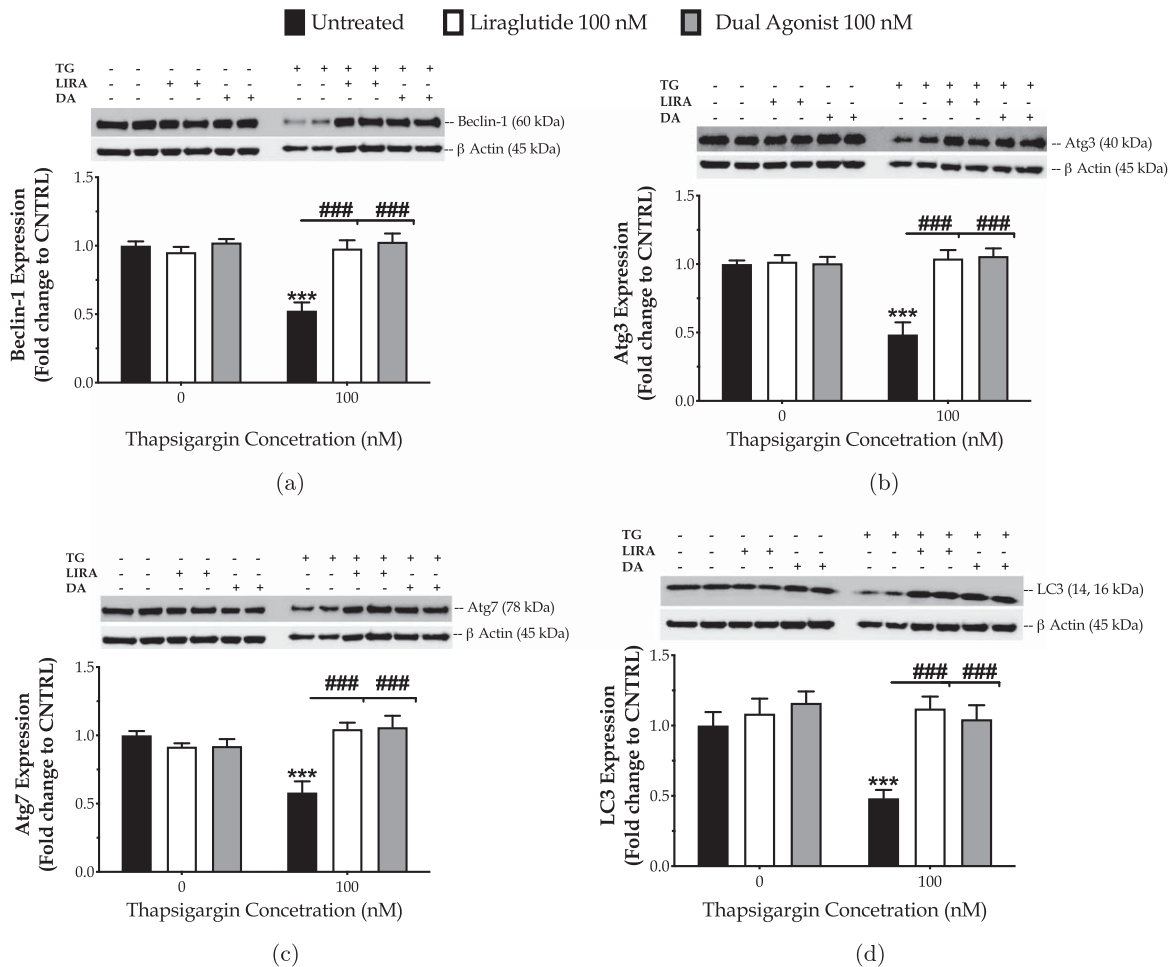 Untreated Liraglutide 100 nM Dual Agonist 100 nM
TG - - - - - - + + + + + +
LIRA - - + + - - - - + + - -
DA - - - - + + - - - - + +
-- Beclin-1 (60 kDa)
-- β Actin (45 kDa)
Beclin-1 Expression
(Fold change to CNTRL)
1.5
1.0
0.5
0.0
### ###
***
0 100
Thapsigargin Concetration (nM)
(a)
TG - - - - - - + + + + + +
LIRA - - + + - - - - + + - -
DA - - - - + + - - - - + +
-- Atg3 (40 kDa)
-- β Actin (45 kDa)
Atg3 Expression
(Fold change to CNTRL)
1.5
1.0
0.5
0.0
### ###
***
0 100
Thapsigargin Concetration (nM)
(b)
TG - - - - - - + + + + + +
LIRA - - + + - - - - + + - -
DA - - - - + + - - - - + +
-- Atg7 (78 kDa)
-- β Actin (45 kDa)
Atg7 Expression
(Fold change to CNTRL)
1.5
1.0
0.5
0.0
### ###
***
0 100
Thapsigargin Concetration (nM)
(c)
TG - - - - - - + + + + + +
LIRA - - + + - - - - + + - -
DA - - - - + + - - - - + +
-- LC3 (14, 16 kDa)
-- β Actin (45 kDa)
LC3 Expression
(Fold change to CNTRL)
1.5
1.0
0.5
0.0
### ###
***
0 100
Thapsigargin Concetration (nM)
(d)